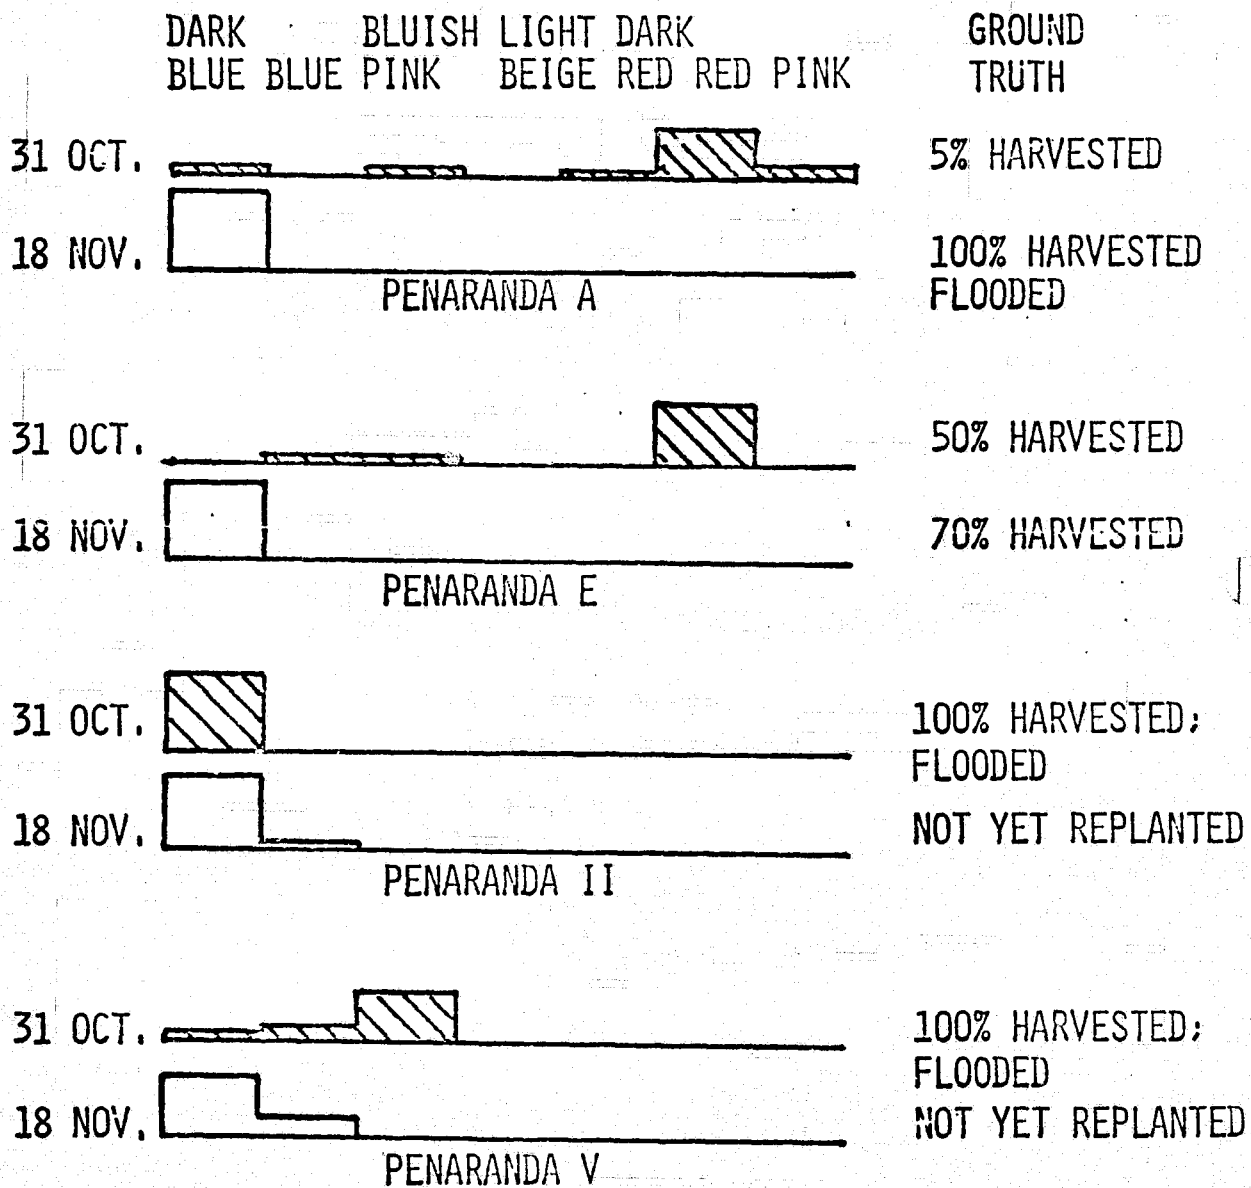 DARK BLUISH LIGHT DARK GROUND
BLUE BLUE PINK BEIGE RED RED PINK TRUTH
31 OCT. 5% HARVESTED
18 NOV. 100% HARVESTED
FLOODED
PENARANDA A
31 OCT. 50% HARVESTED
18 NOV. 70% HARVESTED
PENARANDA E
31 OCT. 100% HARVESTED;
FLOODED
18 NOV. NOT YET REPLANTED
PENARANDA II
31 OCT. 100% HARVESTED;
FLOODED
18 NOV. NOT YET REPLANTED
PENARANDA V